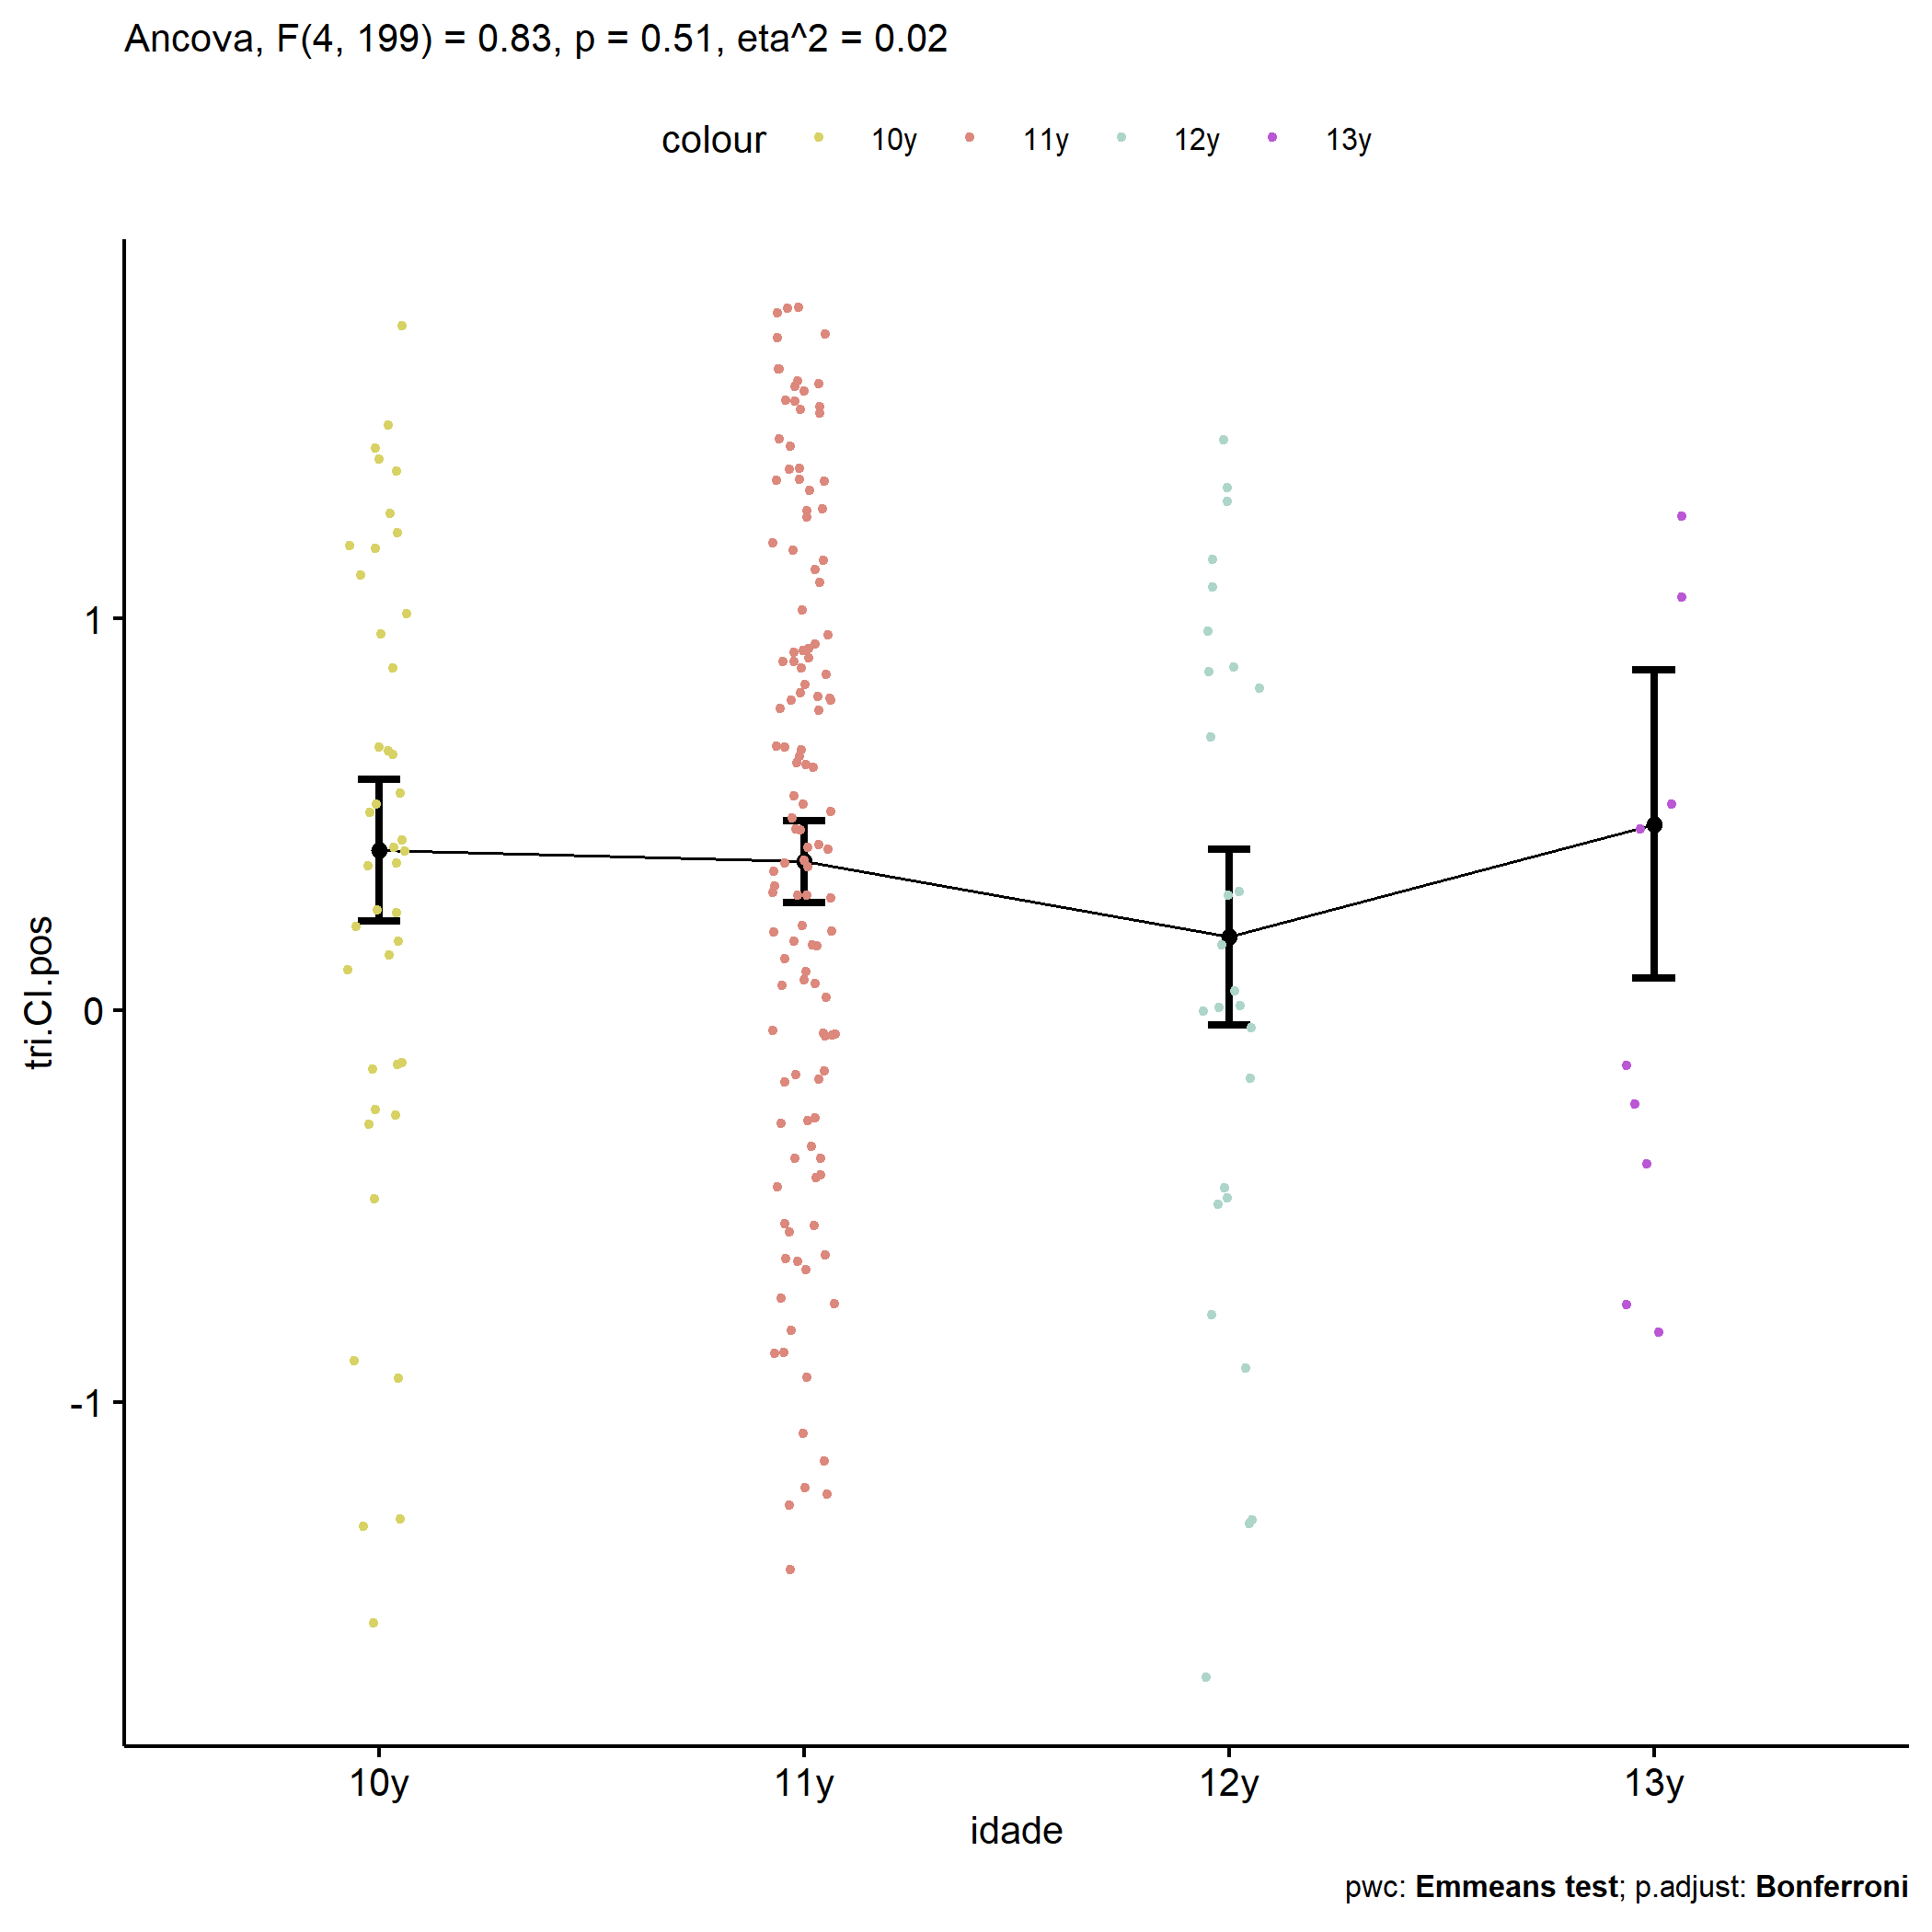 Ancova, F(4, 199) = 0.83, p = 0.51, eta^2 = 0.02
colour 10y 11y 12y 13y
1
0
-1
tri.CI.pos
10y 11y 12y 13y
idade
pwc: Emmeans test; p.adjust: Bonferroni